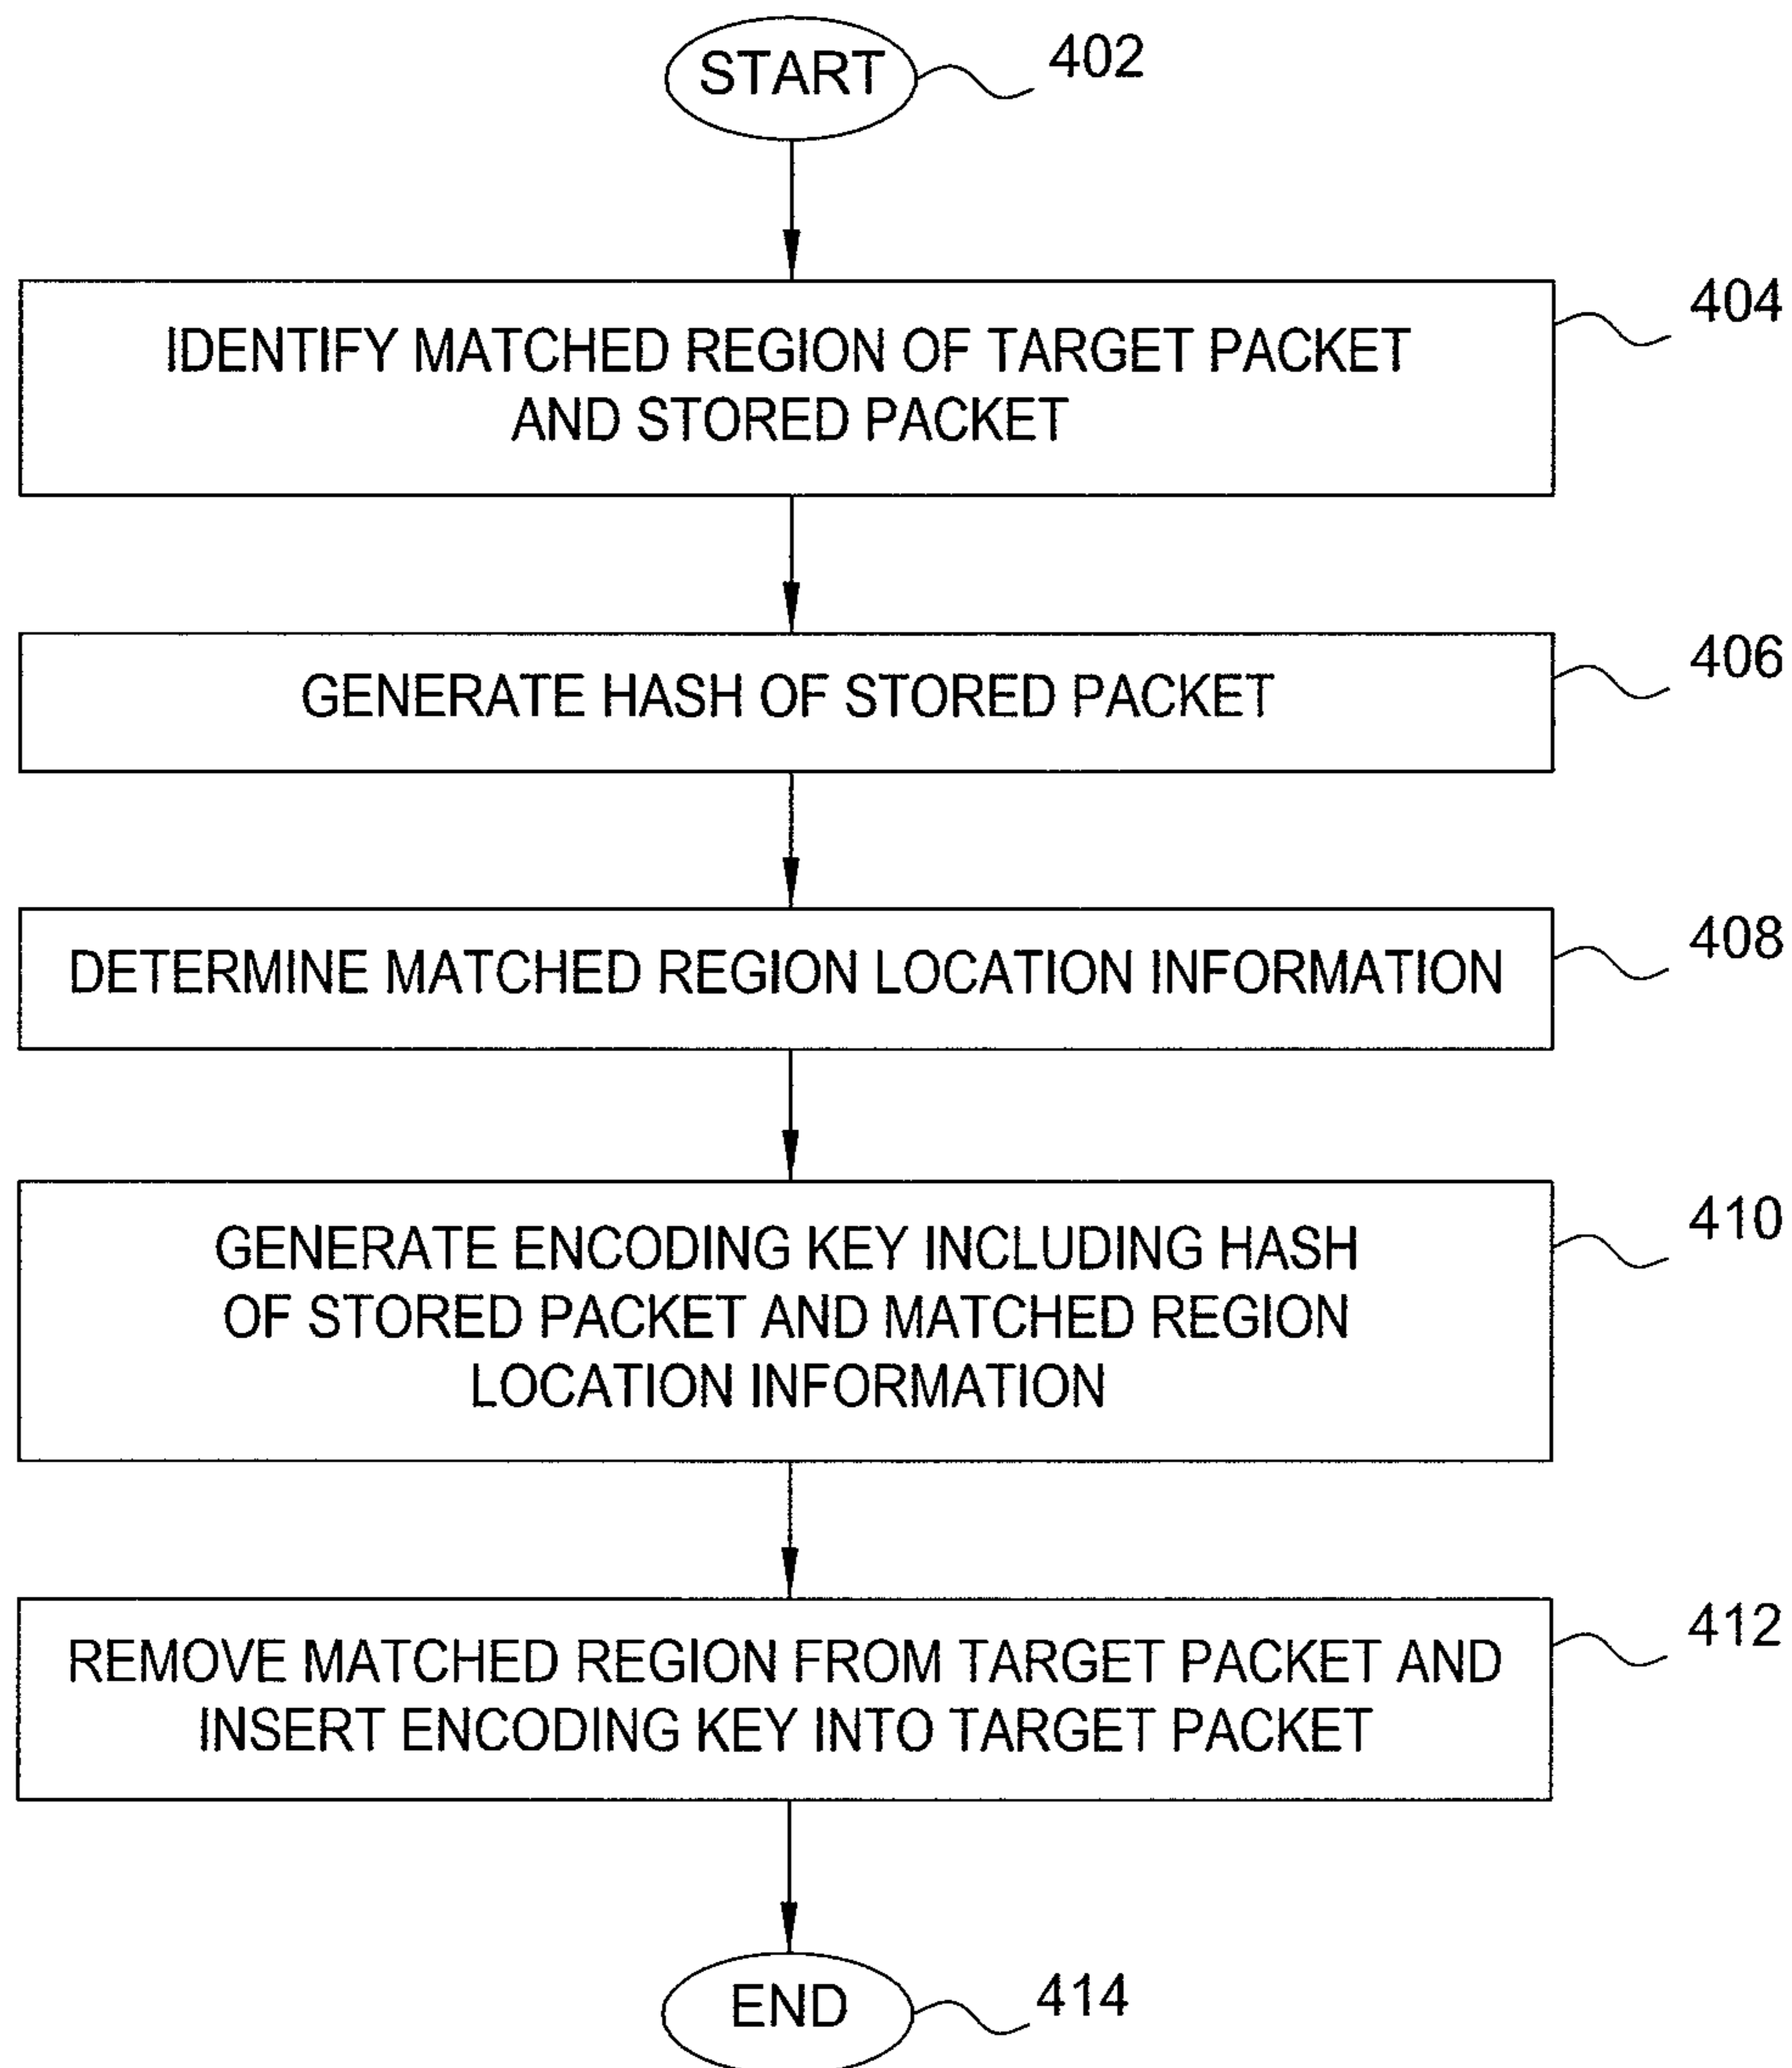 START
402
IDENTIFY MATCHED REGION OF TARGET PACKET
AND STORED PACKET
404
GENERATE HASH OF STORED PACKET
406
DETERMINE MATCHED REGION LOCATION INFORMATION
408
GENERATE ENCODING KEY INCLUDING HASH
OF STORED PACKET AND MATCHED REGION
LOCATION INFORMATION
410
REMOVE MATCHED REGION FROM TARGET PACKET AND
INSERT ENCODING KEY INTO TARGET PACKET
412
END
414